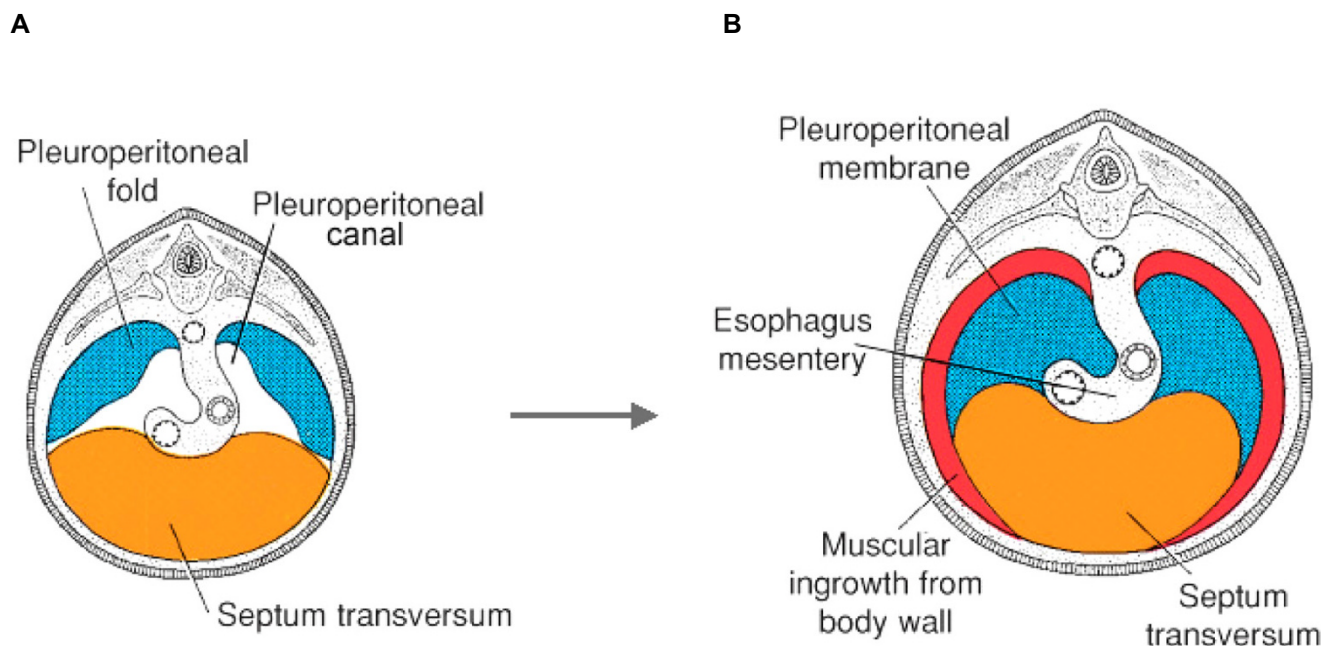 A
B
Pleuroperitoneal
fold
Pleuroperitoneal
canal
Septum transversum
Pleuroperitoneal
membrane
Esophagus
mesentery
Muscular
ingrowth from
body wall
Septum
transversum